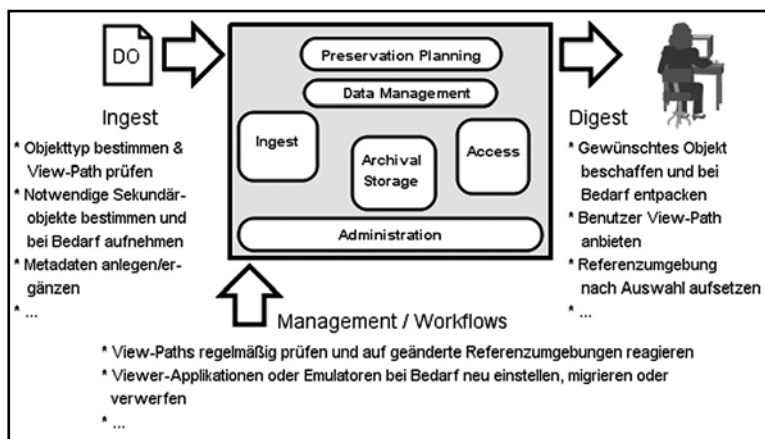 DO
Preservation Planning
Data Management
Ingest
Archival
Storage
Access
Administration
Ingest
* Objekttyp bestimmen &
View-Path prüfen
* Notwendige Sekundär-
objekte bestimmen und
bei Bedarf aufnehmen
* Metadaten anlegen/er-
gänzen
* ...
Digest
* Gewünschtes Objekt
beschaffen und bei
Bedarf entpacken
* Benutzer View-Path
anbieten
* Referenzumgebung
nach Auswahl aufsetzen
* ...
Management / Workflows
* View-Paths regelmäßig prüfen und auf geänderte Referenzumgebungen reagieren
* Viewer-Applikationen oder Emulatoren bei Bedarf neu einstellen, migrieren oder
verwerfen
* ...